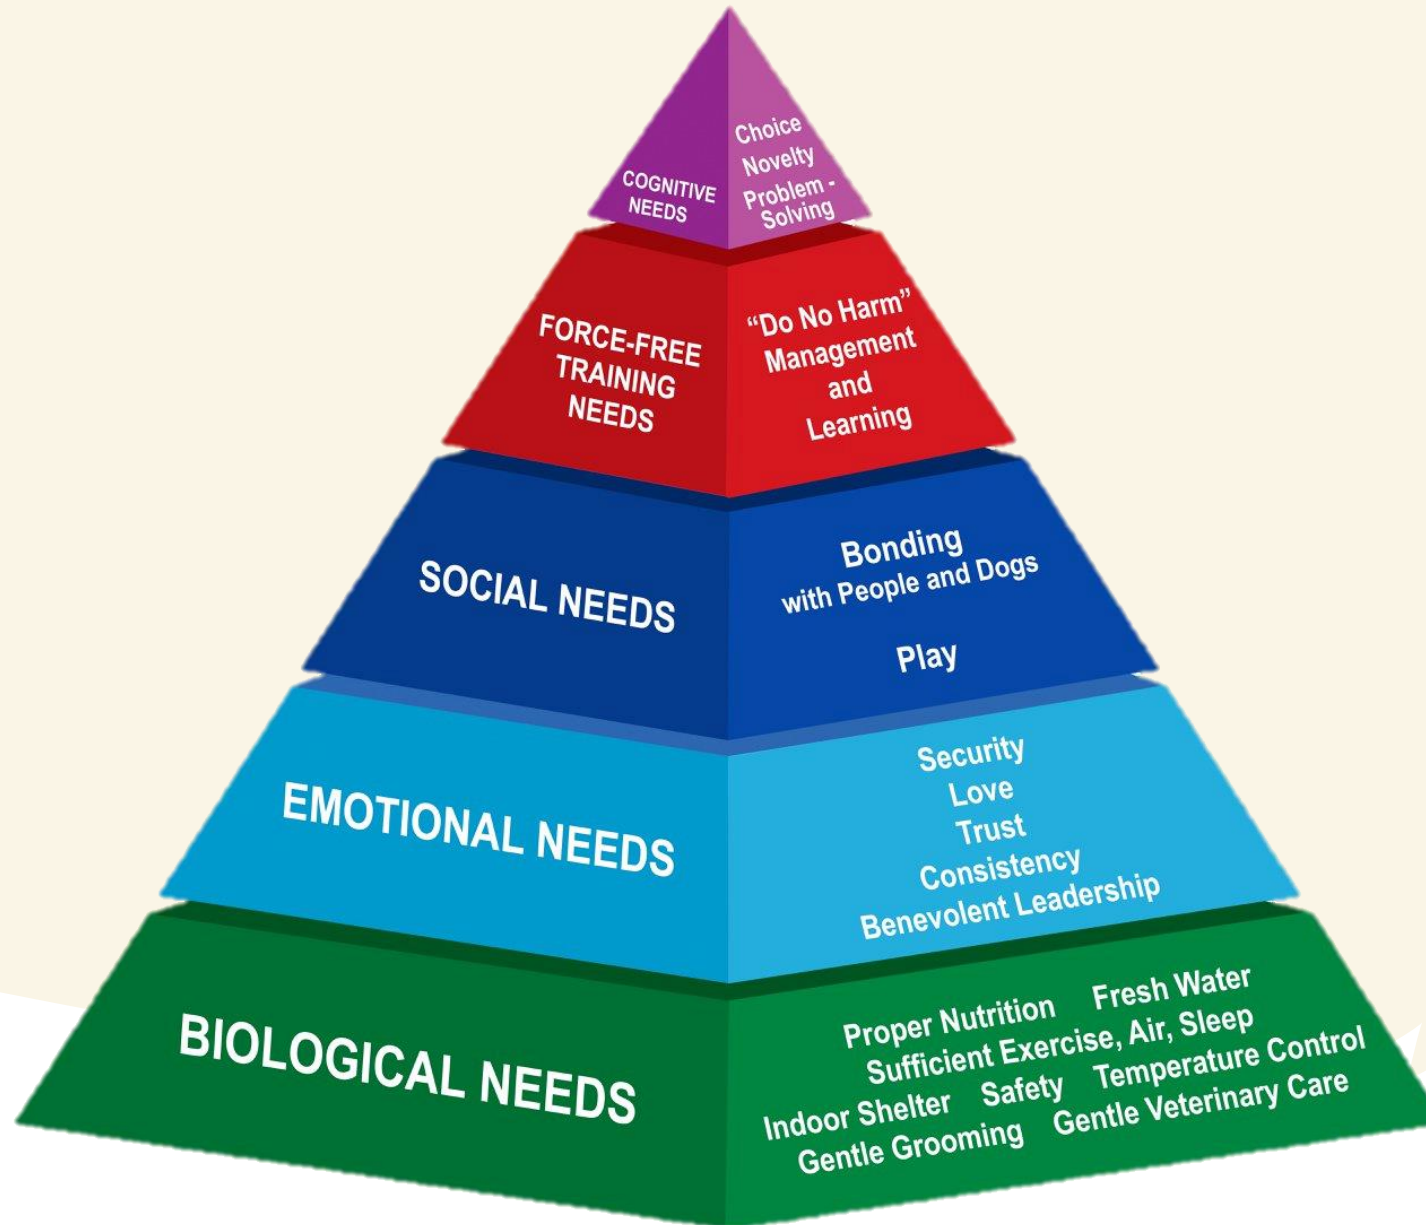 COGNITIVE
NEEDS
Choice
Novelty
Problem -
Solving
FORCE-FREE
TRAINING
NEEDS
“Do No Harm”
Management
and
Learning
SOCIAL NEEDS
Bonding
with People and Dogs
Play
EMOTIONAL NEEDS
Security
Love
Trust
Consistency
Benevolent Leadership
BIOLOGICAL NEEDS
Proper Nutrition Fresh Water
Sufficient Exercise, Air, Sleep
Indoor Shelter Safety Temperature Control
Gentle Grooming Gentle Veterinary Care